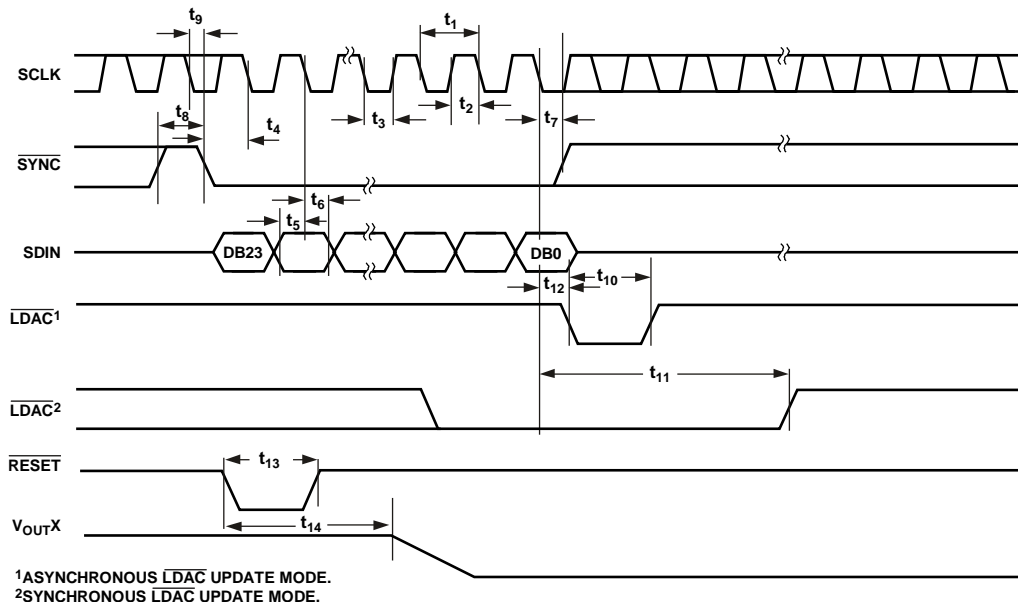 t9
t1
SCLK
t8
t4
t3
t2
t7
SYNC
t6
t5
SDIN
DB23
DB0
t12
t10
LDAC1
t11
LDAC2
RESET
t13
t14
VOUTX
1ASYNCHRONOUS LDAC UPDATE MODE.
2SYNCHRONOUS LDAC UPDATE MODE.